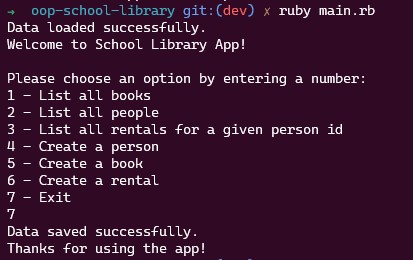 → oop-school-library git:(dev) ✗ ruby main.rb
Data loaded successfully.
Welcome to School Library App!
Please choose an option by entering a number:
1 - List all books
2 - List all people
3 - List all rentals for a given person id
4 - Create a person
5 - Create a book
6 - Create a rental
7 - Exit
7
Data saved successfully.
Thanks for using the app!